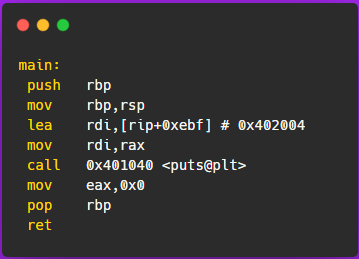 main:
push rbp
mov rbp,rsp
lea rdi,[rip+0xebf] # 0x402004
mov rdi,rax
call 0x401040 <puts@plt>
mov eax,0x0
pop rbp
ret